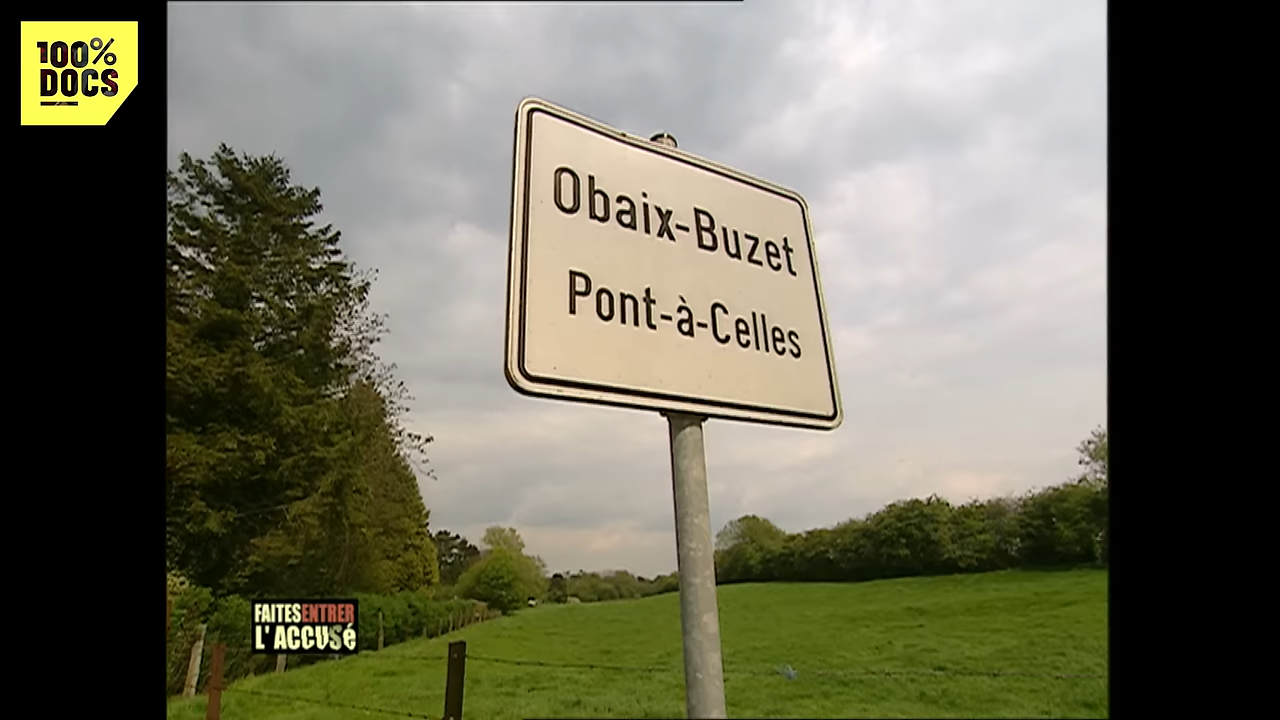 100%
DOCS
Obaix-Buzet
Pont-à-Celles
FAITES ENTRER
L'ACCUSé